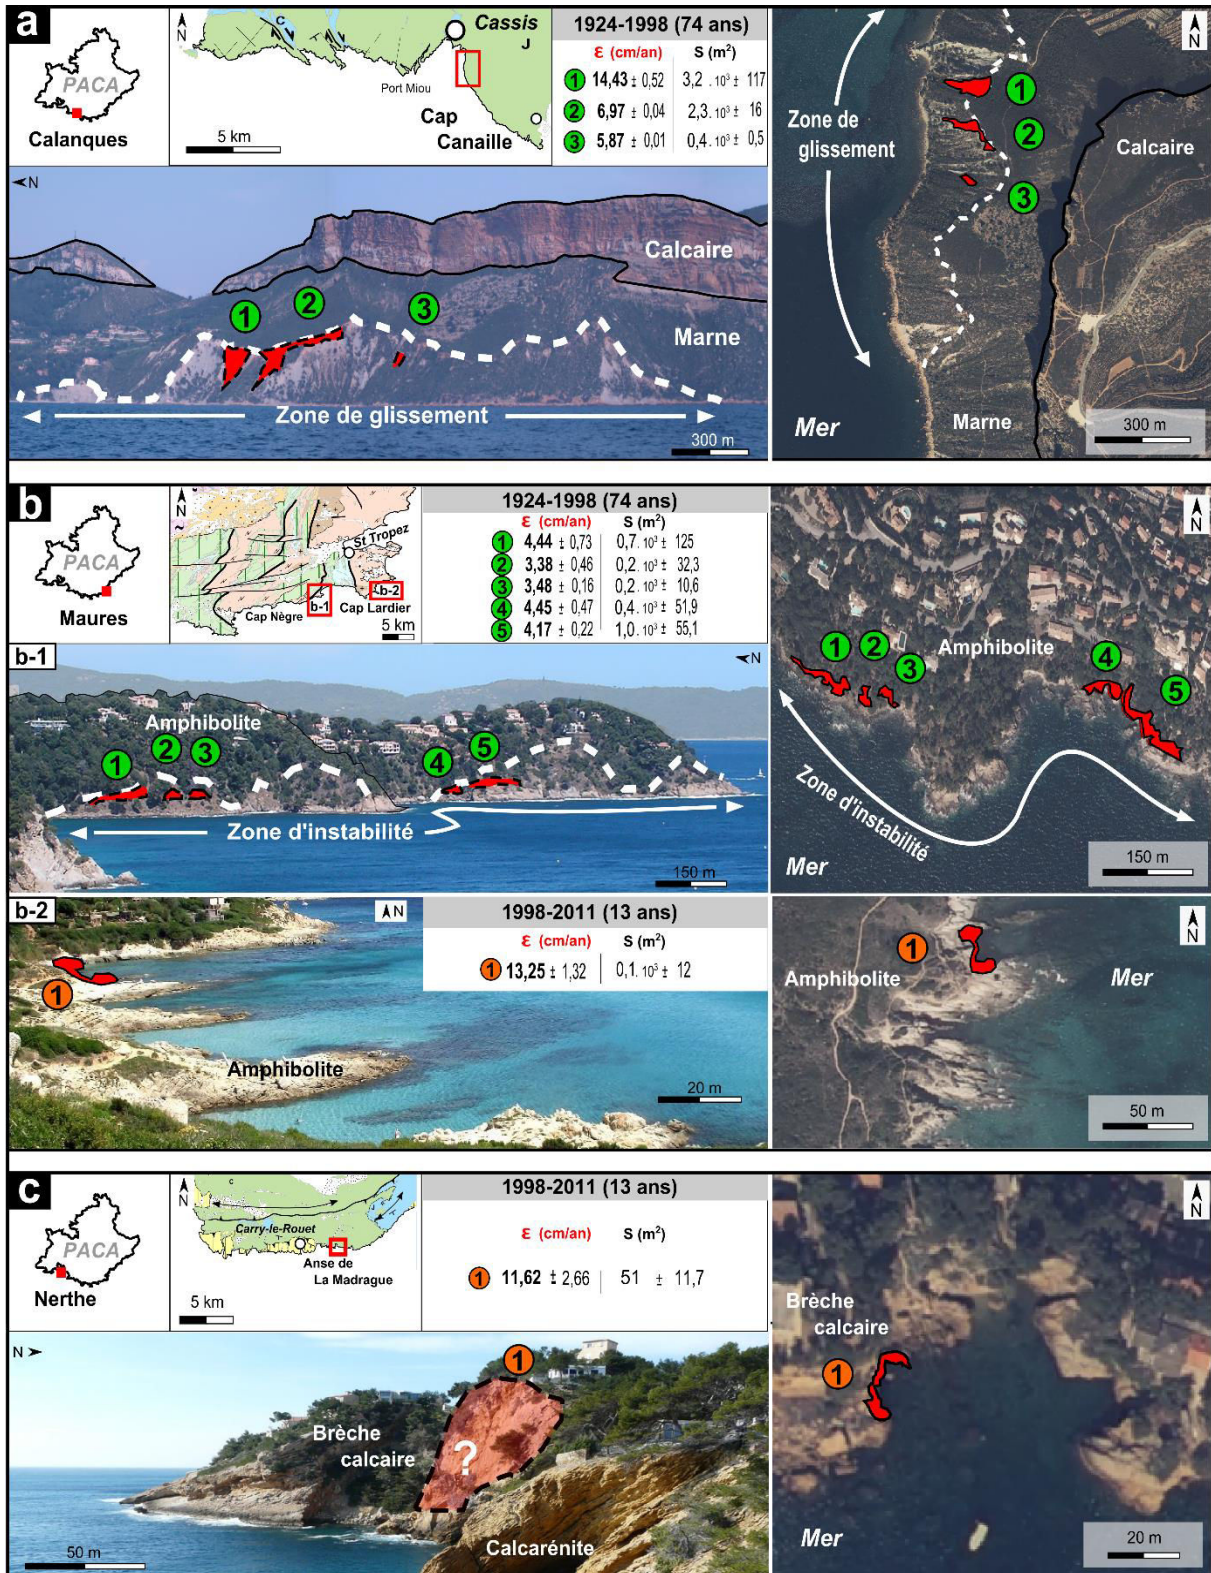 a
PACA
Calanques
N
C
Cassis
J
Port Miou
Cap
Canaille
5 km
1924-1998 (74 ans)
ε (cm/an) S (m²)
1 14,43 ± 0,52 3,2 . 10³ ± 117
2 6,97 ± 0,04 2,3 . 10³ ± 16
3 5,87 ± 0,01 0,4 . 10³ ± 0,5
N
1
2
3
Calcaire
Marne
Zone de glissement
300 m
N
Zone de
glissement
1
2
3
Calcaire
Mer
Marne
300 m
b
PACA
Maures
N
St Tropez
b-1
b-2
Cap Nègre
Cap Lardier
5 km
1924-1998 (74 ans)
ε (cm/an) S (m²)
1 4,44 ± 0,73 0,7. 10³ ± 125
2 3,38 ± 0,46 0,2. 10³ ± 32,3
3 3,48 ± 0,16 0,2. 10³ ± 10,6
4 4,45 ± 0,47 0,4. 10³ ± 51,9
5 4,17 ± 0,22 1,0. 10³ ± 55,1
b-1
N
Amphibolite
1
2
3
4
5
Zone d'instabilité
150 m
N
Amphibolite
1
2
3
4
5
Zone d'instabilité
Mer
150 m
b-2
N
1998-2011 (13 ans)
ε (cm/an) S (m²)
1 13,25 ± 1,32 0,1. 10³ ± 12
1
Amphibolite
20 m
N
1
Amphibolite
Mer
50 m
c
PACA
Nerthe
N
C
Carry-le-Rouet
Anse de
La Madrague
5 km
1998-2011 (13 ans)
ε (cm/an) S (m²)
1 11,62 ± 2,66 51 ± 11,7
N
1
Brèche
calcaire
?
Calcarénite
50 m
N
Brèche
calcaire
1
Mer
20 m